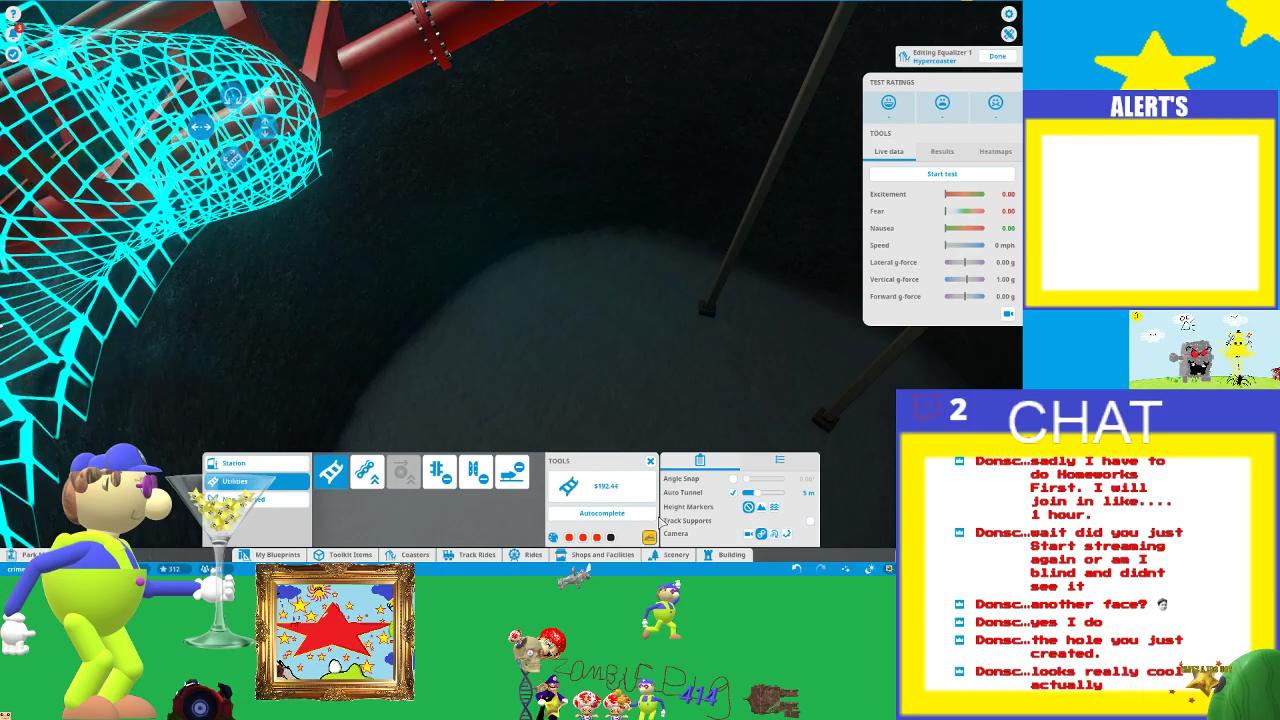 ?
5
Editing Equalizer 1
Hypercoaster
Done
TEST RATINGS
- - -
TOOLS
Live data Results Heatmaps
Start test
Excitement 0.00
Fear 0.00
Nausea 0.00
Speed 0 mph
Lateral g-force 0.00 g
Vertical g-force 1.00 g
Forward g-force 0.00 g
ALERT'S
2 CHAT
Donsc...sadly I have to
do Homeworks
First. I will
join in like....
1 hour.
Donsc...wait did you just
Start streaming
again or am I
blind and didnt
see it
Donsc...another face?
Donsc...yes I do
Donsc...the hole you just
created.
Donsc...looks really cool
actually
Station
Utilities
TOOLS
$192.44
Autocomplete
Angle Snap 0.00°
Auto Tunnel 5 m
Height Markers
Track Supports
Camera
My Blueprints Toolkit Items Coasters Track Rides Rides Shops and Facilities Scenery Building
crime
312
ZOMBIE PIG
414